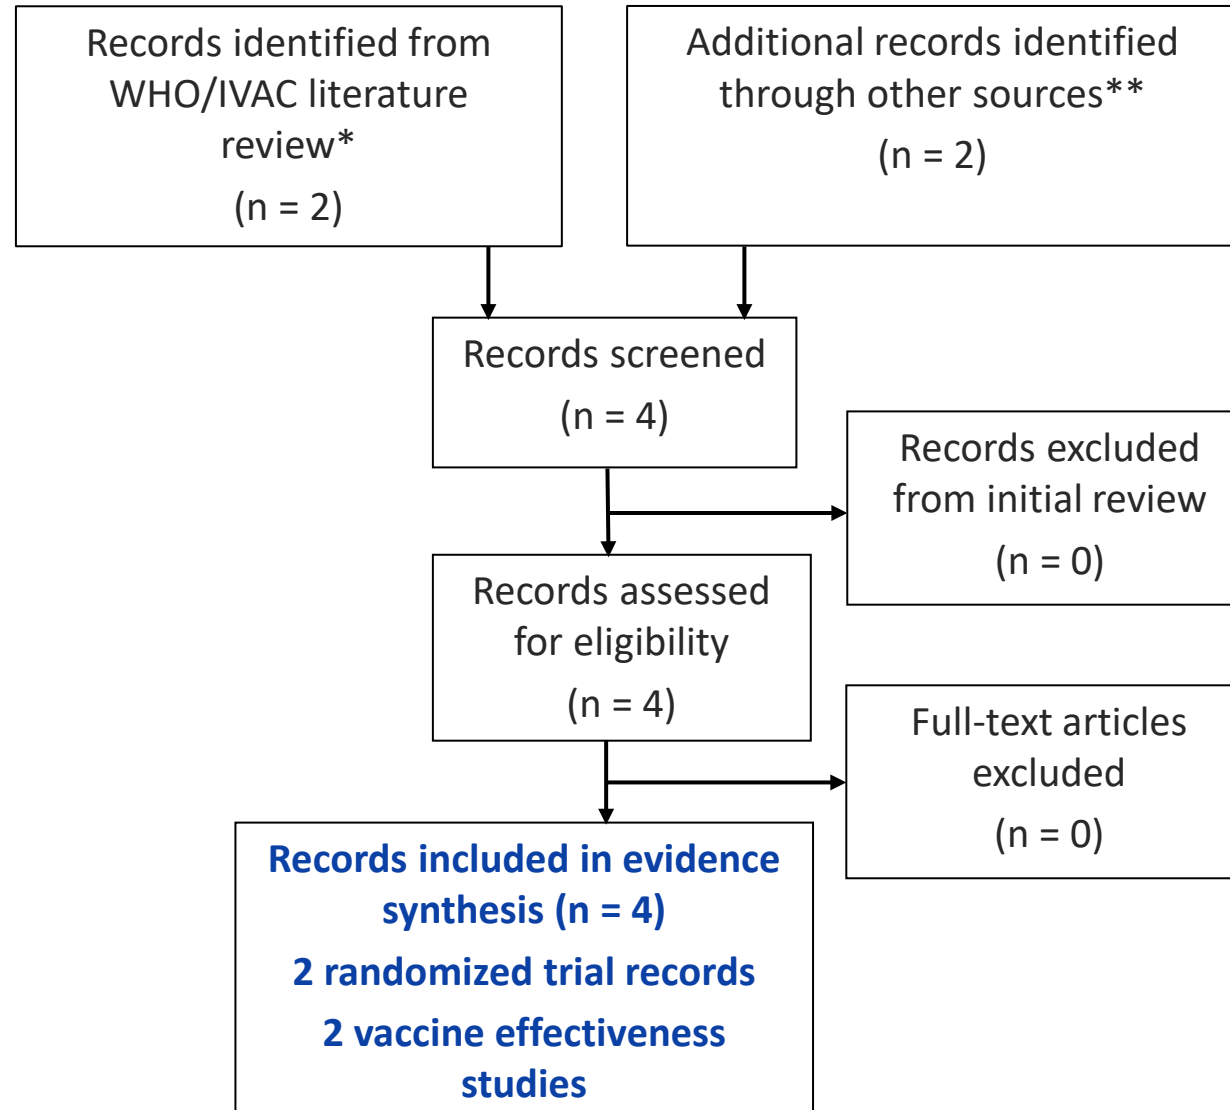 Records identified from
WHO/IVAC literature
review*
(n = 2)
Additional records identified
through other sources**
(n = 2)
Records screened
(n = 4)
Records excluded
from initial review
(n = 0)
Records assessed
for eligibility
(n = 4)
Full-text articles
excluded
(n = 0)
Records included in evidence
synthesis (n = 4)
2 randomized trial records
2 vaccine effectiveness
studies